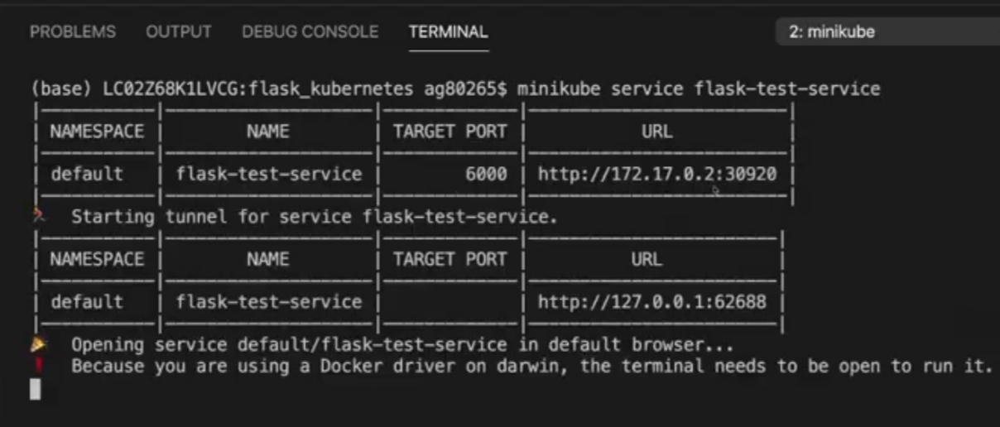 PROBLEMS OUTPUT DEBUG CONSOLE TERMINAL 2: minikube
(base) LC02Z68K1LVCG:flask_kubernetes ag80265$ minikube service flask-test-service
| NAMESPACE | NAME | TARGET PORT | URL |
| default | flask-test-service | 6000 | http://172.17.0.2:30920 |
Starting tunnel for service flask-test-service.
| NAMESPACE | NAME | TARGET PORT | URL |
| default | flask-test-service | | http://127.0.0.1:62688 |
Opening service default/flask-test-service in default browser...
Because you are using a Docker driver on darwin, the terminal needs to be open to run it.